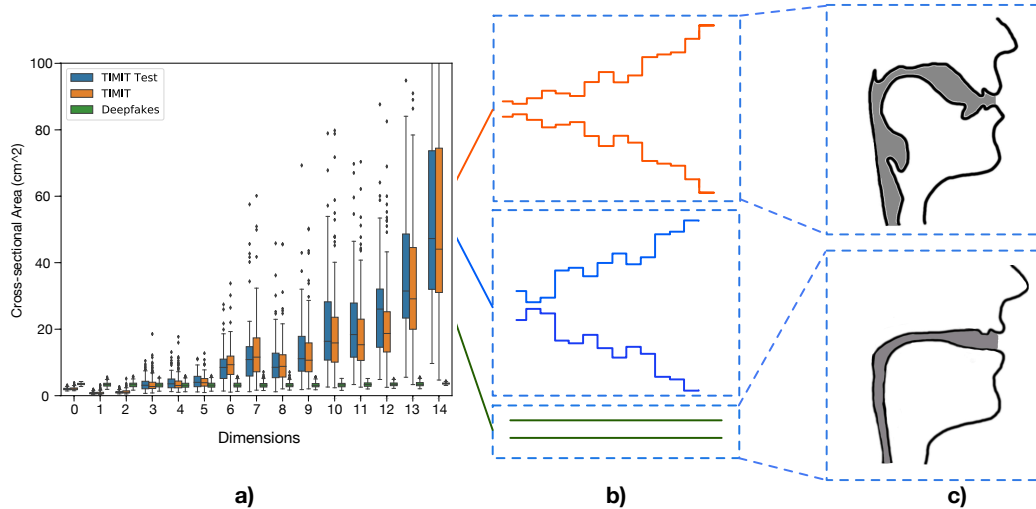 100
80
60
40
20
0
Cross-sectional Area (cm^2)
TIMIT Test
TIMIT
Deepfakes
0 1 2 3 4 5 6 7 8 9 10 11 12 13 14
Dimensions
a) b) c)